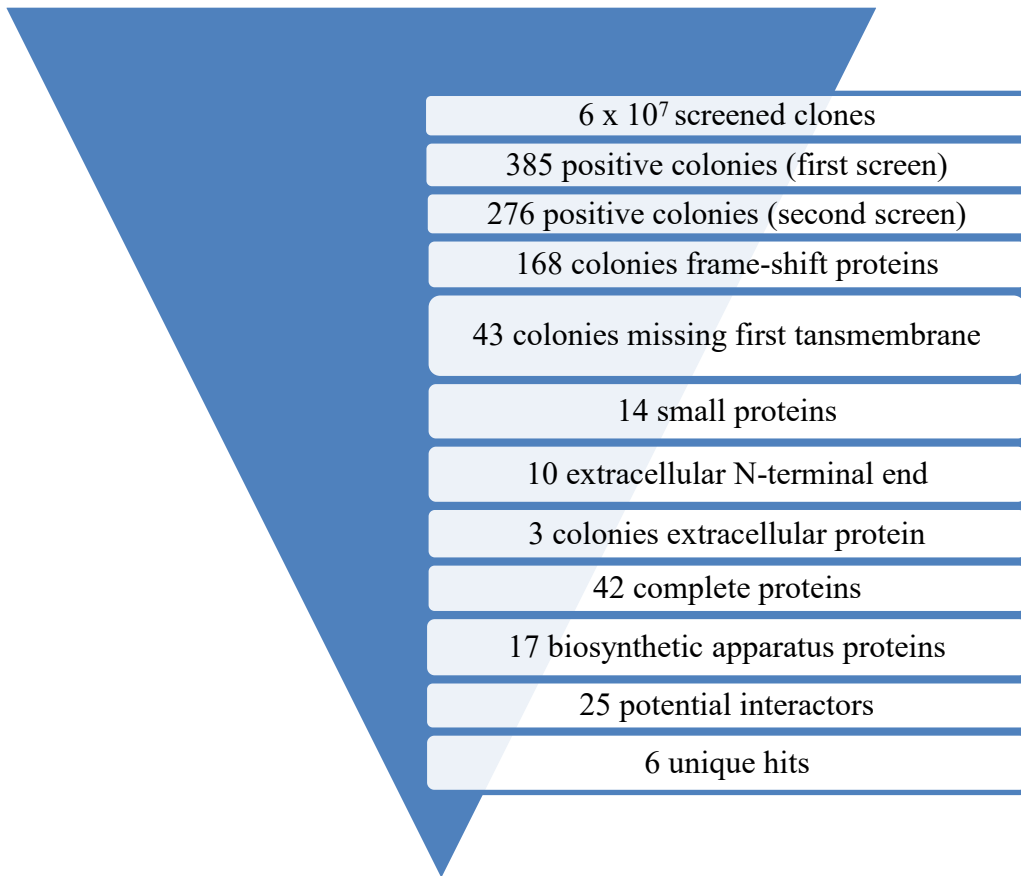 6 x 10⁷ screened clones
385 positive colonies (first screen)
276 positive colonies (second screen)
168 colonies frame-shift proteins
43 colonies missing first tansmembrane
14 small proteins
10 extracellular N-terminal end
3 colonies extracellular protein
42 complete proteins
17 biosynthetic apparatus proteins
25 potential interactors
6 unique hits